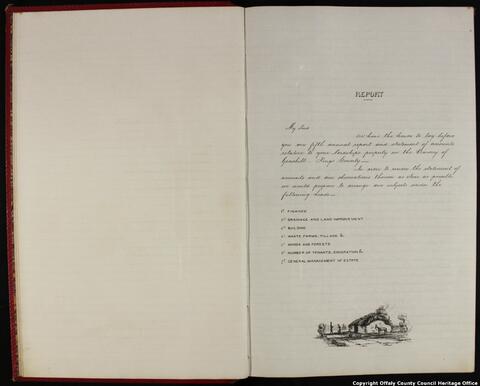 REPORT
My Lord
We have the honor to lay before
you our fifth annual report and statement of accounts
relative to your Lordships property in the Barony of
Geashill. Kings County.
In order to render the statement of
accounts and our observations thereon as clear as possible
we would propose to arrange our subjects under the
following heads.
1st FINANCE
2nd DRAINAGE AND LAND IMPROVEMENT
3rd BUILDING
4th WASTE FARMS, TILLAGE, &c
5th WOODS AND FORESTS
6th NUMBER OF TENANTS, EMIGRATION &c
7th GENERAL MANAGEMENT OF ESTATE
Copyright Offaly County Council Heritage Office